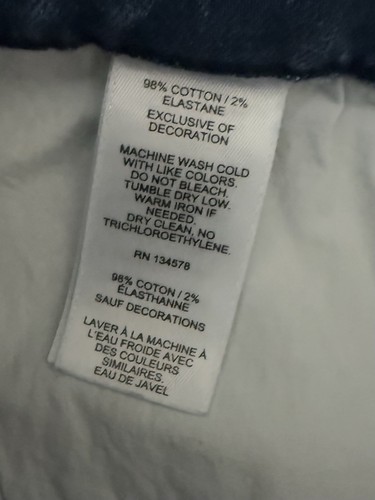 98% COTTON / 2%
ELASTANE
EXCLUSIVE OF
DECORATION
MACHINE WASH COLD
WITH LIKE COLORS.
DO NOT BLEACH.
TUMBLE DRY LOW.
WARM IRON IF
NEEDED.
DRY CLEAN, NO
TRICHLOROETHYLENE.
RN 134578
98% COTON / 2%
ÉLASTHANNE
SAUF DECORATIONS
LAVER À LA MACHINE À
L'EAU FROIDE AVEC
DES COULEURS
SIMILAIRES.
EAU DE JAVEL